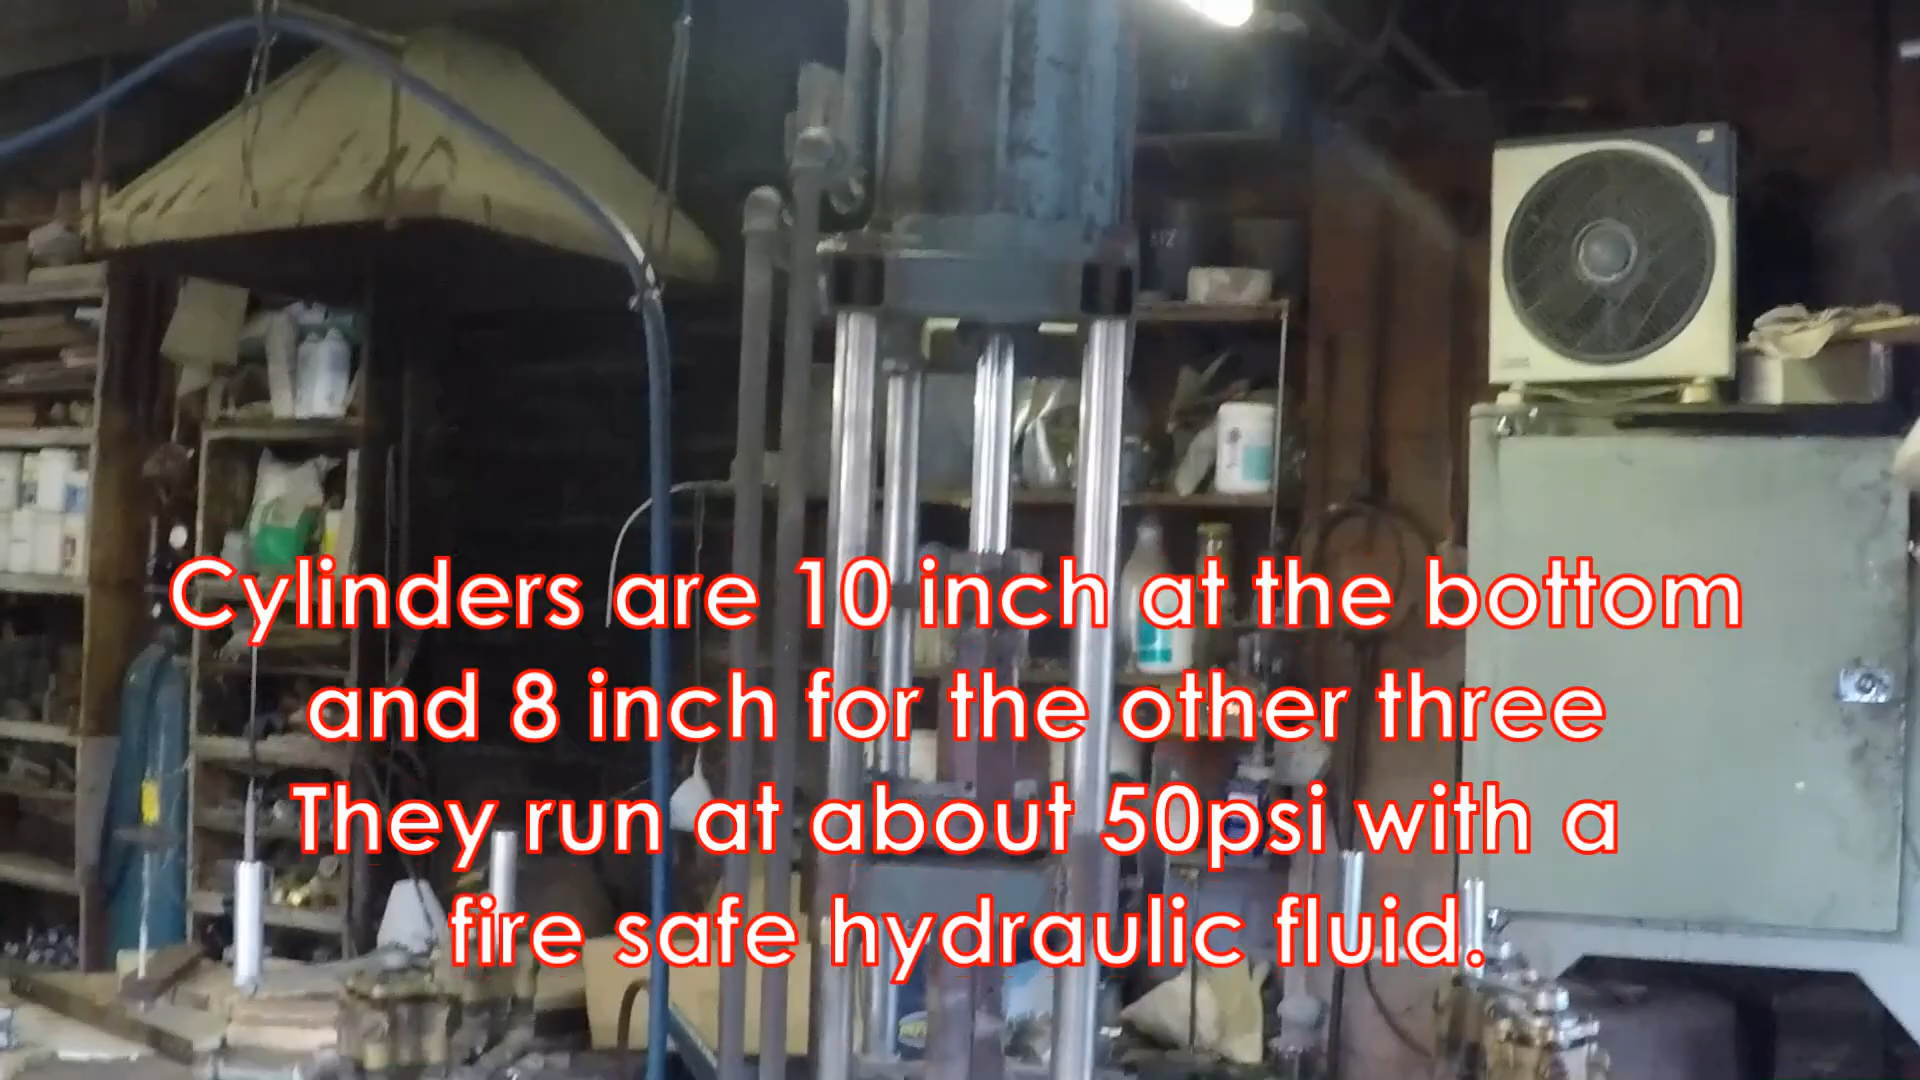 Cylinders are 10 inch at the bottom
and 8 inch for the other three
They run at about 50psi with a
fire safe hydraulic fluid.